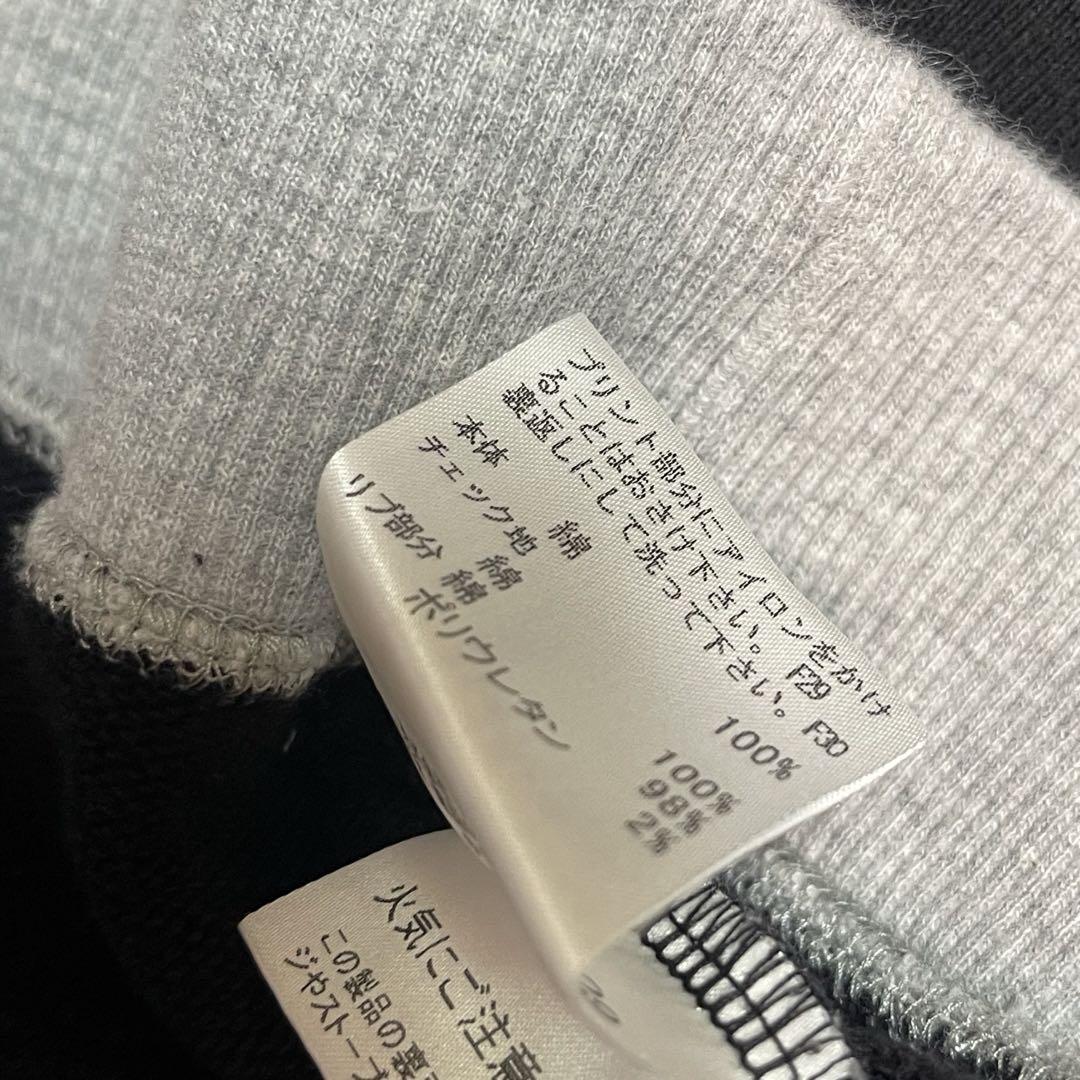 プリント部分にアイロンをかけ
ることはおさけ下さい。 F29
裏返しにして洗って下さい。 F30
本体 綿 100%
チェック地 綿 100%
リブ部分 綿 98%
ポリウレタン 2%
火気にご注意
この製品の
ジやストーブ